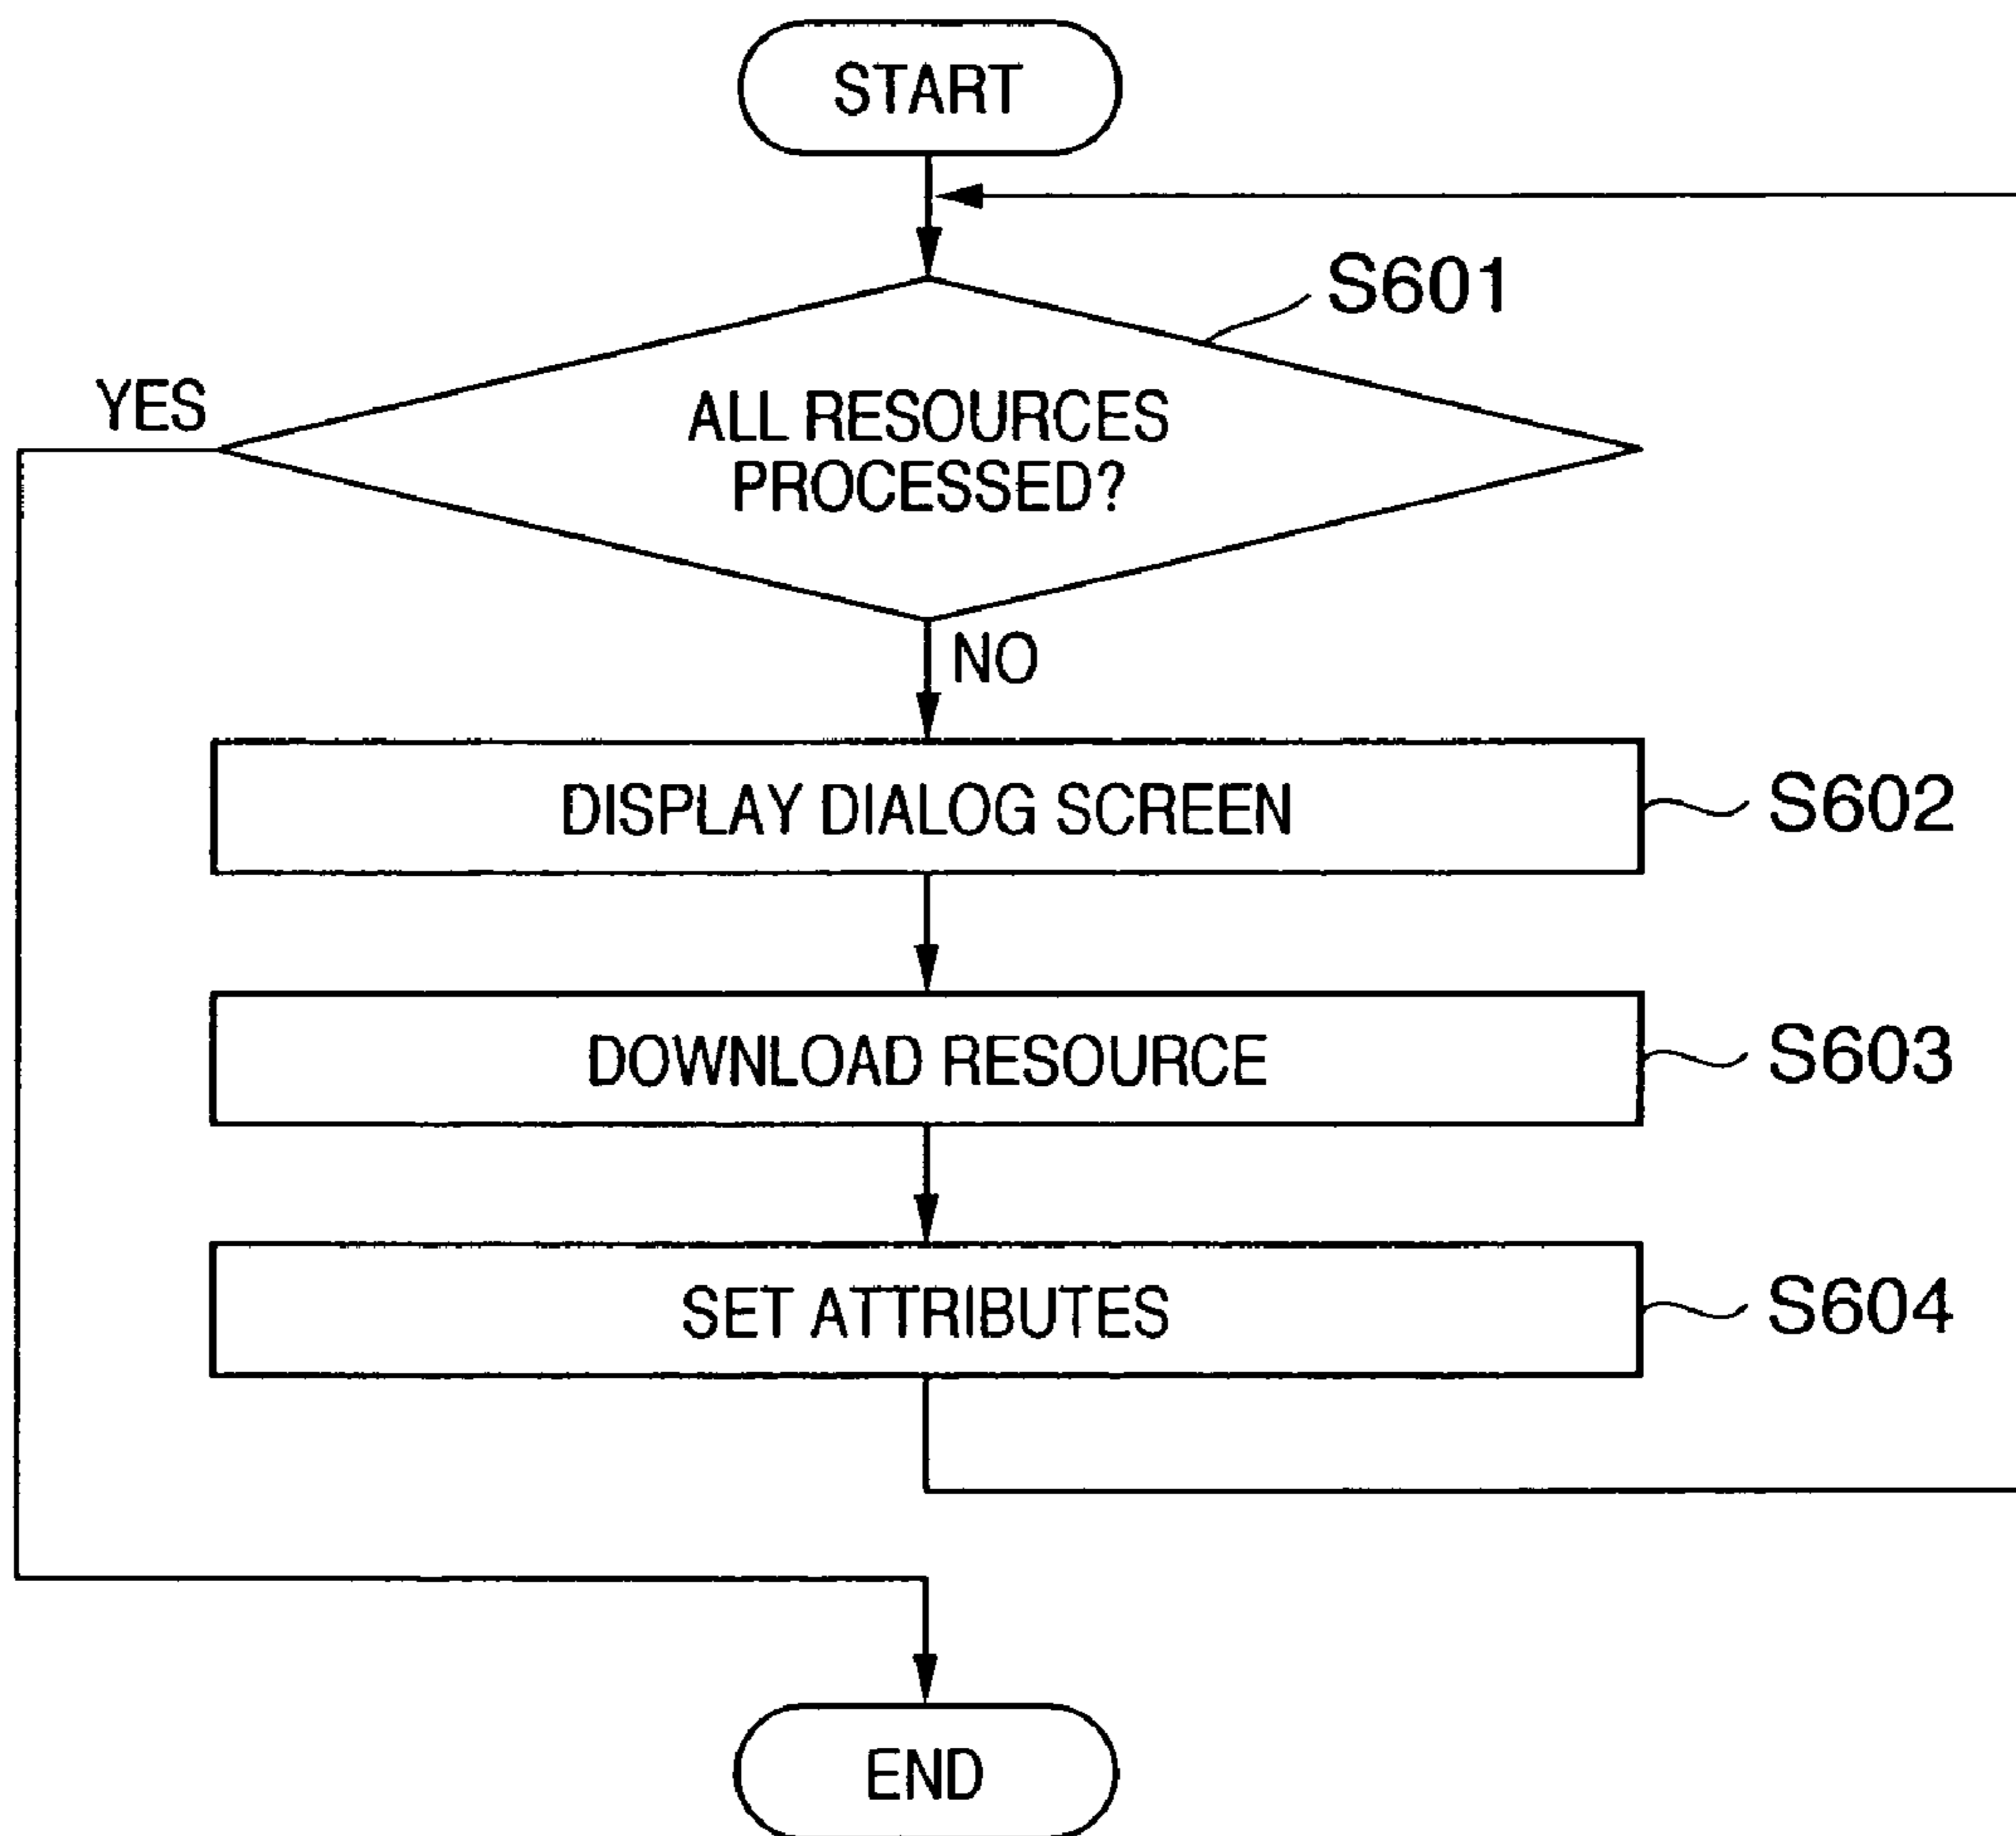 START
S601
YES
ALL RESOURCES
PROCESSED?
NO
DISPLAY DIALOG SCREEN
S602
DOWNLOAD RESOURCE
S603
SET ATTRIBUTES
S604
END